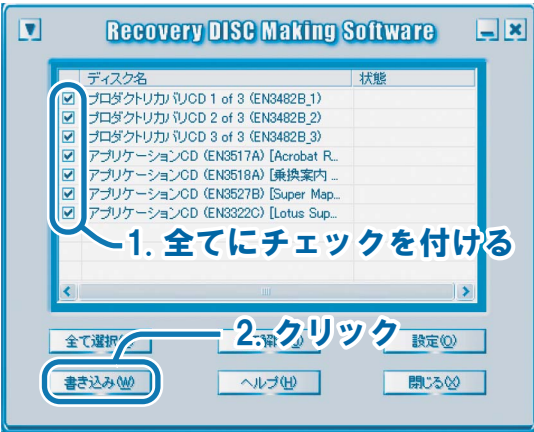 Recovery DISC Making Software
ディスク名 状態
プロダクトリカバリCD 1 of 3 (EN3482B_1)
プロダクトリカバリCD 2 of 3 (EN3482B_2)
プロダクトリカバリCD 3 of 3 (EN3482B_3)
アプリケーションCD (EN3517A) [Acrobat R...
アプリケーションCD (EN3518A) [乗換案内 ...
アプリケーションCD (EN3527B) [Super Map...
アプリケーションCD (EN3322C) [Lotus Sup...
1. 全てにチェックを付ける
全て選択 2. クリック 設定(O)
書き込み(W) ヘルプ(H) 閉じる(X)